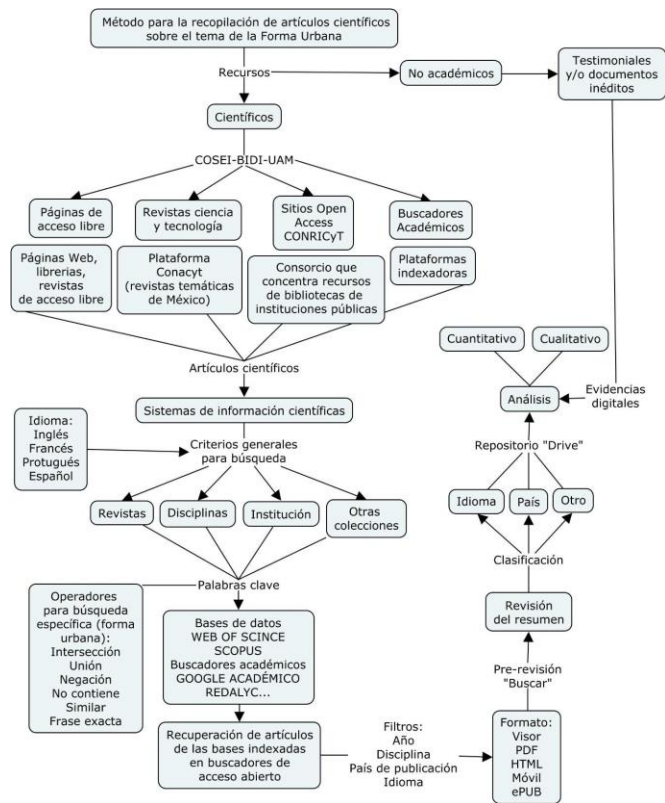 Método para la recopilación de artículos científicos
sobre el tema de la Forma Urbana
Recursos
No académicos
Testimoniales
y/o documentos
inéditos
Científicos
COSEI-BIDI-UAM
Páginas de
acceso libre
Revistas ciencia
y tecnología
Sitios Open
Access
CONRICyT
Buscadores
Académicos
Páginas Web,
librerias,
revistas
de acceso libre
Plataforma
Conacyt
(revistas temáticas
de México)
Consorcio que
concentra recursos
de bibliotecas de
instituciones públicas
Plataformas
indexadoras
Artículos científicos
Sistemas de información científicas
Idioma:
Inglés
Francés
Protugués
Español
Criterios generales
para búsqueda
Revistas
Disciplinas
Institución
Otras
colecciones
Palabras clave
Operadores
para búsqueda
específica (forma
urbana):
Intersección
Unión
Negación
No contiene
Similar
Frase exacta
Bases de datos
WEB OF SCINCE
SCOPUS
Buscadores académicos
GOOGLE ACADÉMICO
REDALYC...
Recuperación de artículos
de las bases indexadas
en buscadores de
acceso abierto
Filtros:
Año
Disciplina
País de publicación
Idioma
Formato:
Visor
PDF
HTML
Móvil
ePUB
Pre-revisión
"Buscar"
Revisión
del resumen
Clasificación
Idioma
País
Otro
Repositorio "Drive"
Análisis
Cuantitativo
Cualitativo
Evidencias
digitales